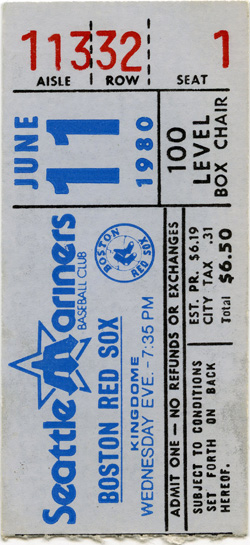 11332 1
AISLE ROW SEAT
JUNE
11
1980
100
LEVEL
BOX CHAIR
Seattle Mariners
BASEBALL CLUB
BOSTON RED SOX
BOSTON
RED SOX
KINGDOME
WEDNESDAY EVE. - 7:35 PM
ADMIT ONE — NO REFUNDS OR EXCHANGES
EST. PR. $6.19
CITY TAX .31
Total $6.50
SUBJECT TO CONDITIONS
SET FORTH ON BACK
HEREOF.